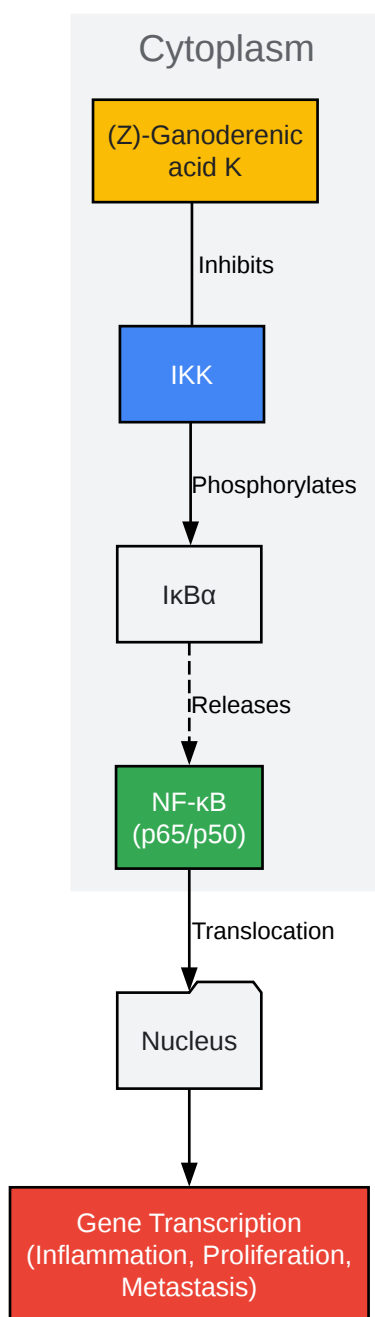 Cytoplasm
(Z)-Ganoderenic
acid K
Inhibits
IKK
Phosphorylates
IκBα
Releases
NF-κB
(p65/p50)
Translocation
Nucleus
Gene Transcription
(Inflammation, Proliferation,
Metastasis)